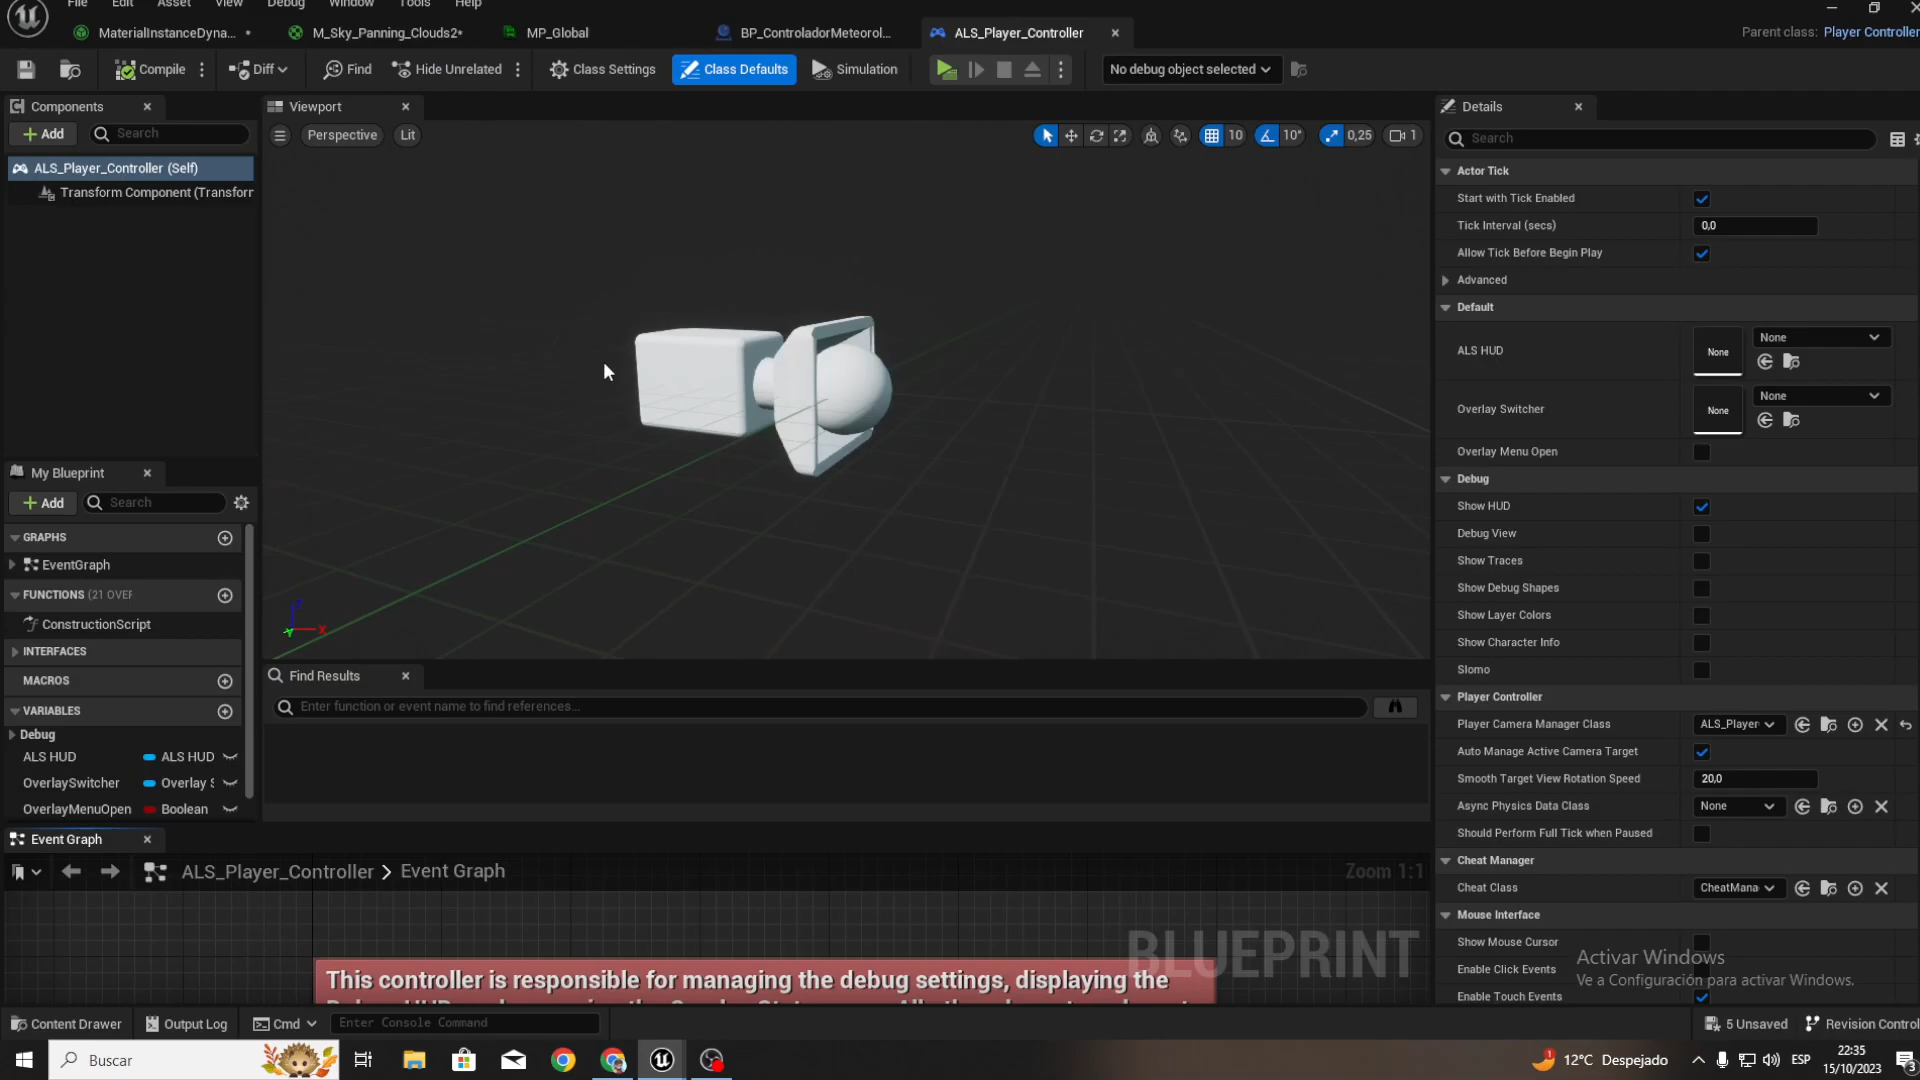 File Edit Asset View Debug Window Tools Help
MaterialInstanceDyna... •
M_Sky_Panning_Clouds2*
MP_Global
BP_ControladorMeteorol...
ALS_Player_Controller
Parent class: Player Controller
Compile
Diff
Find
Hide Unrelated
Class Settings
Class Defaults
Simulation
No debug object selected
Components
Add
Search
ALS_Player_Controller (Self)
Transform Component (Transforr
Viewport
Perspective
Lit
10
10°
0,25
1
Z
Y
X
My Blueprint
Add
Search
GRAPHS
EventGraph
FUNCTIONS (21 OVER
ConstructionScript
INTERFACES
MACROS
VARIABLES
Debug
ALS HUD ALS HUD
OverlaySwitcher Overlay S
OverlayMenuOpen Boolean
Find Results
Enter function or event name to find references...
Event Graph
ALS_Player_Controller > Event Graph
Zoom 1:1
BLUEPRINT
This controller is responsible for managing the debug settings, displaying the
Details
Search
Actor Tick
Start with Tick Enabled
Tick Interval (secs) 0,0
Allow Tick Before Begin Play
Advanced
Default
ALS HUD None None
Overlay Switcher None None
Overlay Menu Open
Debug
Show HUD
Debug View
Show Traces
Show Debug Shapes
Show Layer Colors
Show Character Info
Slomo
Player Controller
Player Camera Manager Class ALS_Player
Auto Manage Active Camera Target
Smooth Target View Rotation Speed 20,0
Async Physics Data Class None
Should Perform Full Tick when Paused
Cheat Manager
Cheat Class CheatMana
Mouse Interface
Show Mouse Cursor
Enable Click Events
Enable Touch Events
Activar Windows
Ve a Configuración para activar Windows.
Content Drawer
Output Log
Cmd
Enter Console Command
5 Unsaved
Revision Control
Buscar
1
12°C Despejado
ESP
22:35
15/10/2023
3